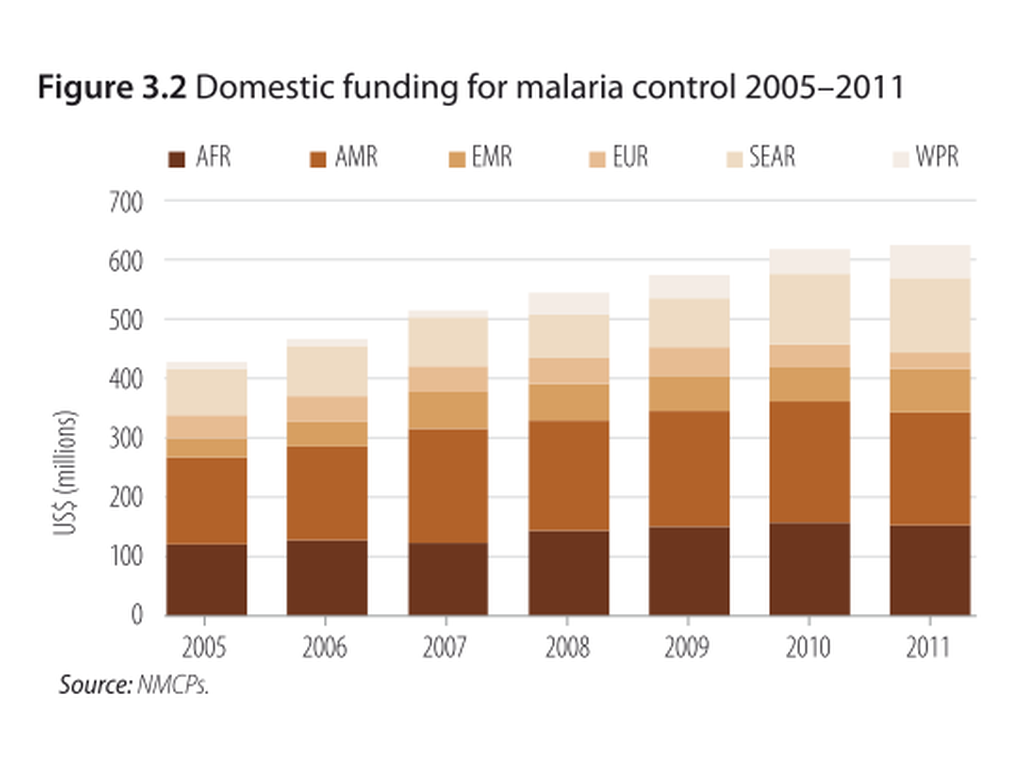 Figure 3.2 Domestic funding for malaria control 2005–2011
AFR AMR EMR EUR SEAR WPR
700
600
500
400
300
200
100
0
US$ (millions)
2005 2006 2007 2008 2009 2010 2011
Source: NMCPs.